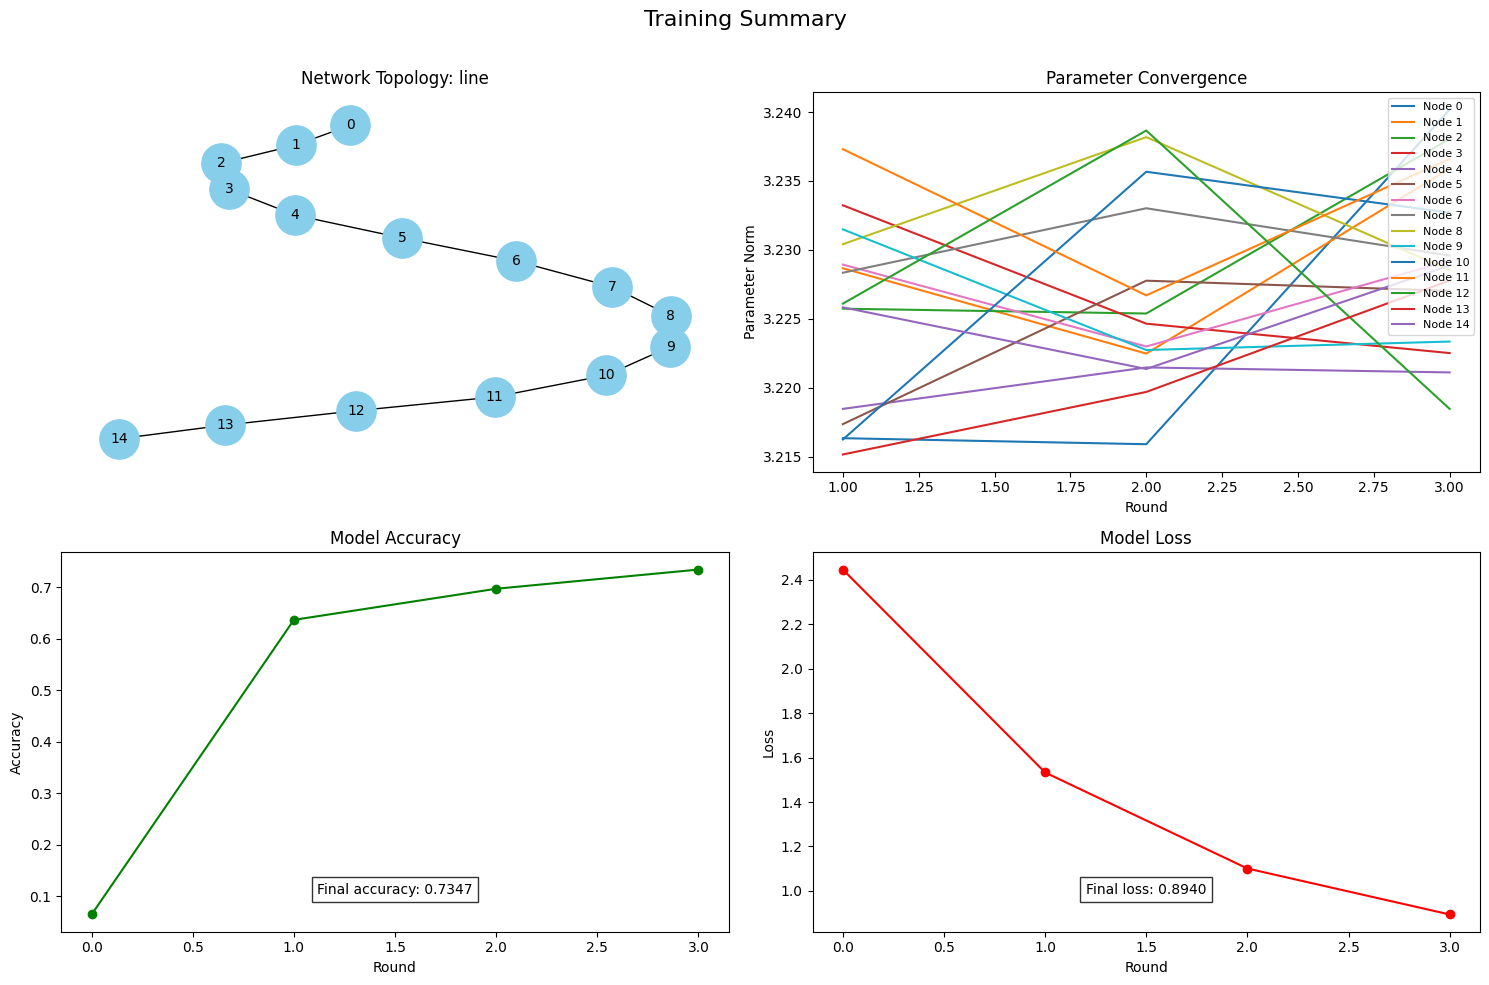 Training Summary
Network Topology: line
0
1
2
3
4
5
6
7
8
9
10
11
12
13
14
Parameter Convergence
3.240
3.235
3.230
3.225
3.220
3.215
Parameter Norm
1.00 1.25 1.50 1.75 2.00 2.25 2.50 2.75 3.00
Round
Node 0
Node 1
Node 2
Node 3
Node 4
Node 5
Node 6
Node 7
Node 8
Node 9
Node 10
Node 11
Node 12
Node 13
Node 14
Model Accuracy
0.7
0.6
0.5
0.4
0.3
0.2
0.1
Accuracy
Final accuracy: 0.7347
0.0 0.5 1.0 1.5 2.0 2.5 3.0
Round
Model Loss
2.4
2.2
2.0
1.8
1.6
1.4
1.2
1.0
Loss
Final loss: 0.8940
0.0 0.5 1.0 1.5 2.0 2.5 3.0
Round